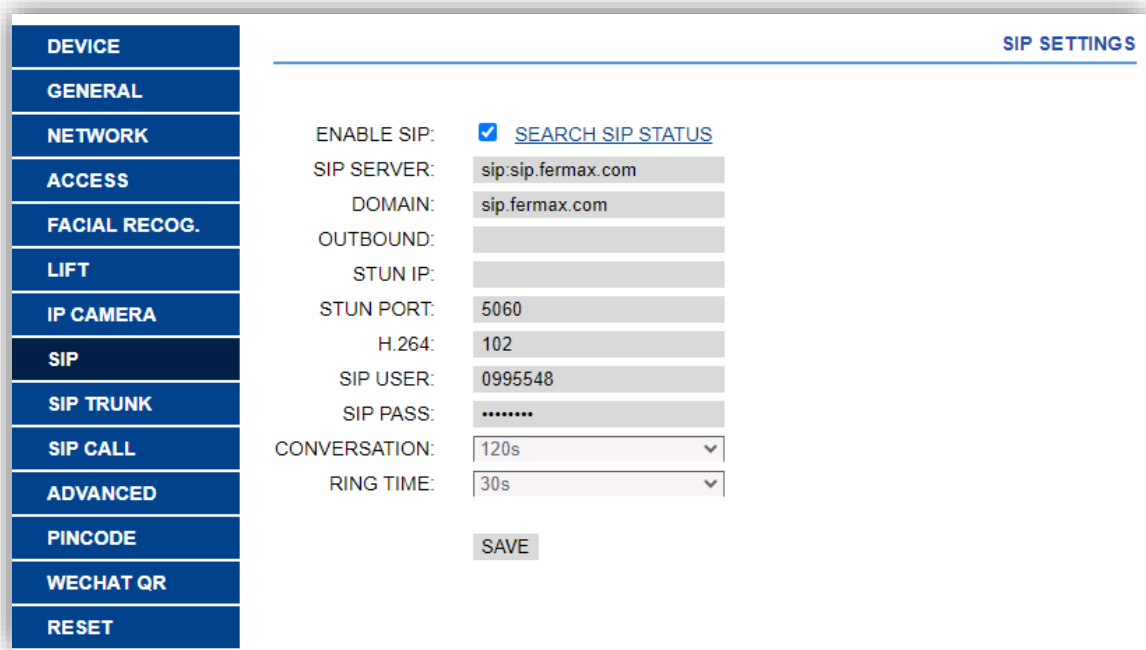 DEVICE
GENERAL
NETWORK
ACCESS
FACIAL RECOG.
LIFT
IP CAMERA
SIP
SIP TRUNK
SIP CALL
ADVANCED
PINCODE
WECHAT QR
RESET
SIP SETTINGS
ENABLE SIP: SEARCH SIP STATUS
SIP SERVER: sip:sip.fermax.com
DOMAIN: sip.fermax.com
OUTBOUND:
STUN IP:
STUN PORT: 5060
H.264: 102
SIP USER: 0995548
SIP PASS: ••••••••
CONVERSATION: 120s
RING TIME: 30s
SAVE